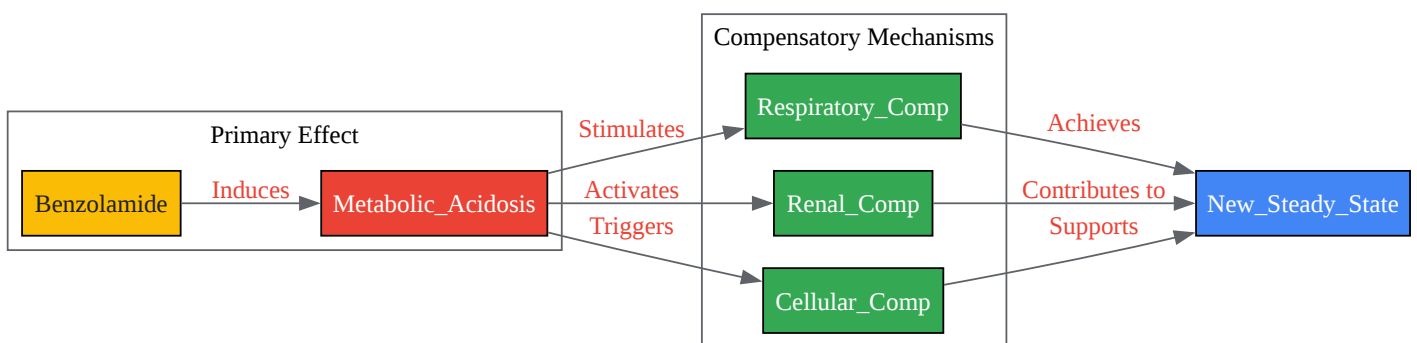 Primary Effect
Benzolamide
Induces
Metabolic_Acidosis
Stimulates
Activates
Triggers
Compensatory Mechanisms
Respiratory_Comp
Renal_Comp
Cellular_Comp
Achieves
Contributes to
Supports
New_Steady_State